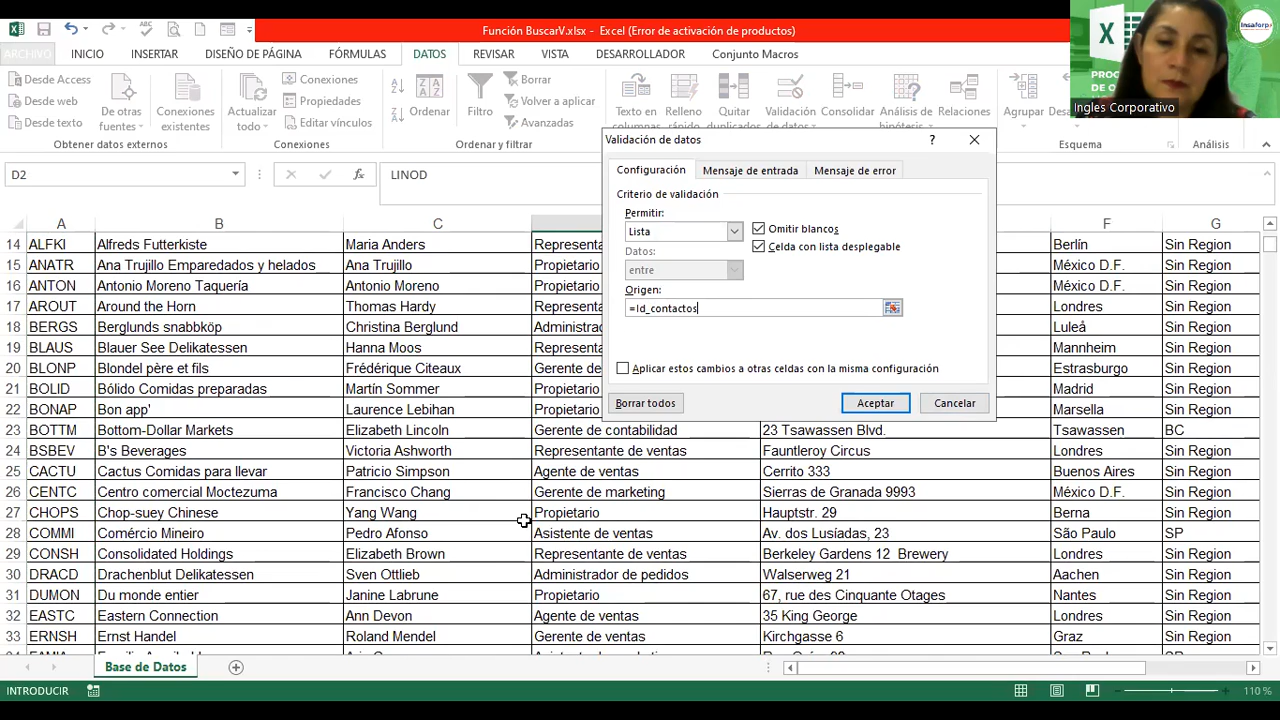 Función BuscarV.xlsx - Excel (Error de activación de productos)
ARCHIVO INICIO INSERTAR DISEÑO DE PÁGINA FÓRMULAS DATOS REVISAR VISTA DESARROLLADOR Conjunto Macros
Insaforp
PROC
DE O
Ingles Corporativo
Desde Access
Desde web
Desde texto
De otras fuentes
Conexiones existentes
Actualizar todo
Conexiones
Propiedades
Editar vínculos
Ordenar
Filtro
Borrar
Volver a aplicar
Avanzadas
Texto en columnas
Relleno rápido
Quitar duplicados
Validación de datos
Consolidar
Análisis de hipótesis
Relaciones
Agrupar
Desagrupar
Obtener datos externos Conexiones Ordenar y filtrar Esquema Análisis
D2 LINOD
Validación de datos ?
Configuración Mensaje de entrada Mensaje de error
Criterio de validación
Permitir:
Lista
Omitir blancos
Datos:
Celda con lista desplegable
entre
Origen:
=Id_contactos
Aplicar estos cambios a otras celdas con la misma configuración
Borrar todos Aceptar Cancelar
A B C F G
14 ALFKI Alfreds Futterkiste Maria Anders Representa Berlín Sin Region
15 ANATR Ana Trujillo Emparedados y helados Ana Trujillo Propietario México D.F. Sin Region
16 ANTON Antonio Moreno Taquería Antonio Moreno Propietario México D.F. Sin Region
17 AROUT Around the Horn Thomas Hardy Representa Londres Sin Region
18 BERGS Berglunds snabbköp Christina Berglund Administrad Luleå Sin Region
19 BLAUS Blauer See Delikatessen Hanna Moos Representa Mannheim Sin Region
20 BLONP Blondel père et fils Frédérique Citeaux Gerente de Estrasburgo Sin Region
21 BOLID Bólido Comidas preparadas Martín Sommer Propietario Madrid Sin Region
22 BONAP Bon app' Laurence Lebihan Propietario Marsella Sin Region
23 BOTTM Bottom-Dollar Markets Elizabeth Lincoln Gerente de contabilidad 23 Tsawassen Blvd. Tsawassen BC
24 BSBEV B's Beverages Victoria Ashworth Representante de ventas Fauntleroy Circus Londres Sin Region
25 CACTU Cactus Comidas para llevar Patricio Simpson Agente de ventas Cerrito 333 Buenos Aires Sin Region
26 CENTC Centro comercial Moctezuma Francisco Chang Gerente de marketing Sierras de Granada 9993 México D.F. Sin Region
27 CHOPS Chop-suey Chinese Yang Wang Propietario Hauptstr. 29 Berna Sin Region
28 COMMI Comércio Mineiro Pedro Afonso Asistente de ventas Av. dos Lusíadas, 23 São Paulo SP
29 CONSH Consolidated Holdings Elizabeth Brown Representante de ventas Berkeley Gardens 12 Brewery Londres Sin Region
30 DRACD Drachenblut Delikatessen Sven Ottlieb Administrador de pedidos Walserweg 21 Aachen Sin Region
31 DUMON Du monde entier Janine Labrune Propietario 67, rue des Cinquante Otages Nantes Sin Region
32 EASTC Eastern Connection Ann Devon Agente de ventas 35 King George Londres Sin Region
33 ERNSH Ernst Handel Roland Mendel Gerente de ventas Kirchgasse 6 Graz Sin Region
Base de Datos
INTRODUCIR 110 %